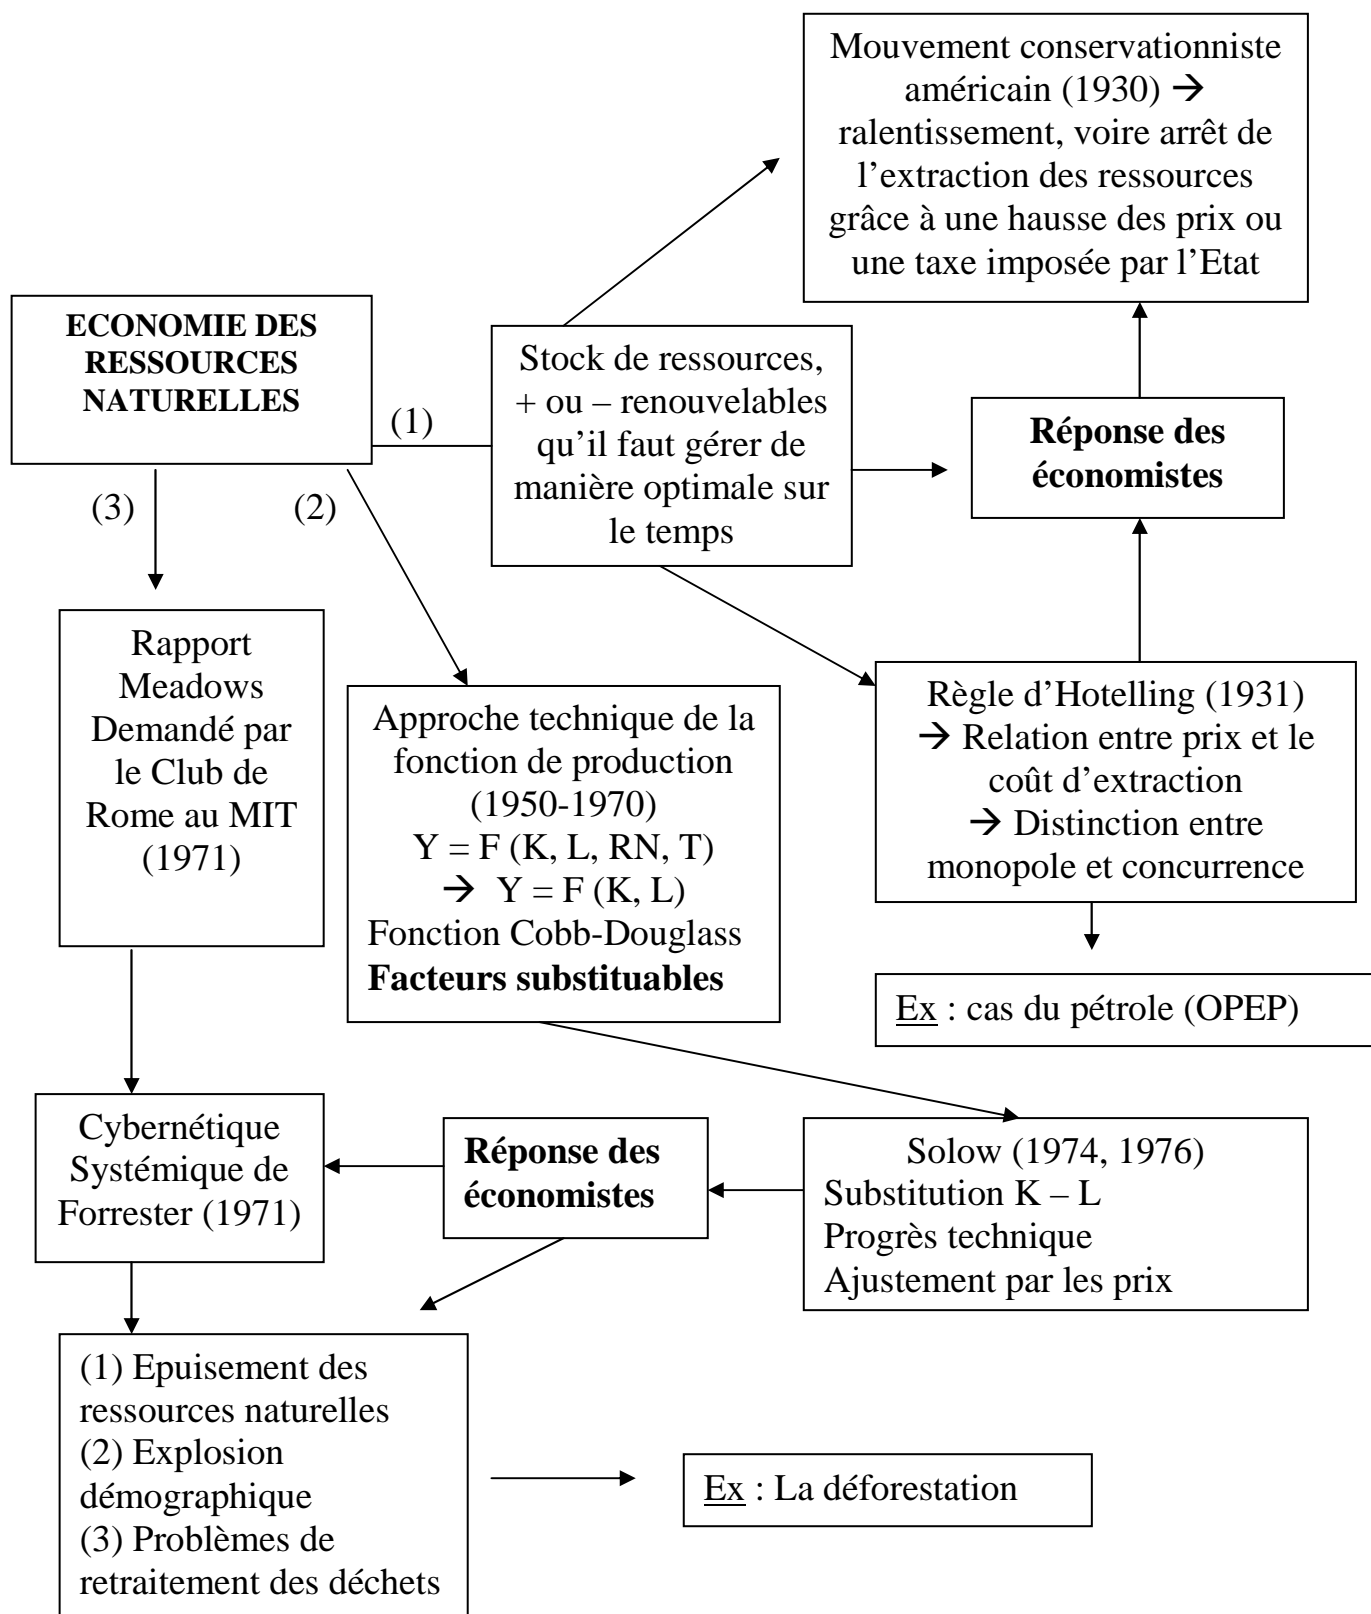 Mouvement conservationniste
américain (1930) →
ralentissement, voire arrêt de
l’extraction des ressources
grâce à une hausse des prix ou
une taxe imposée par l’Etat
ECONOMIE DES
RESSOURCES
NATURELLES
(1)
Stock de ressources,
+ ou – renouvelables
qu’il faut gérer de
manière optimale sur
le temps
Réponse des
économistes
(3)
(2)
Rapport
Meadows
Demandé par
le Club de
Rome au MIT
(1971)
Approche technique de la
fonction de production
(1950-1970)
Y = F (K, L, RN, T)
→ Y = F (K, L)
Fonction Cobb-Douglass
Facteurs substituables
Règle d’Hotelling (1931)
→ Relation entre prix et le
coût d’extraction
→ Distinction entre
monopole et concurrence
Ex : cas du pétrole (OPEP)
Cybernétique
Systémique de
Forrester (1971)
Réponse des
économistes
Solow (1974, 1976)
Substitution K – L
Progrès technique
Ajustement par les prix
(1) Epuisement des
ressources naturelles
(2) Explosion
démographique
(3) Problèmes de
retraitement des déchets
Ex : La déforestation